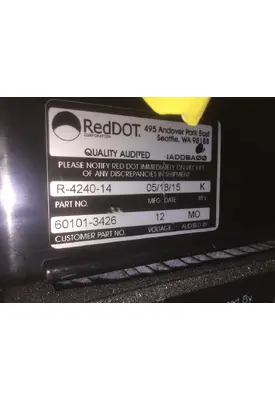 RedDOT
CORPORATION
495 Andover Park East
Seattle, WA 98188
QUALITY AUDITED
PLEASE NOTIFY RED DOT IMMEDIATELY ON
OF ANY DISCREPANCIES IN SHIPMENT.
R-4240-14 05/18/15 K
PART NO. MFG DATE REV.
60101-3426 12 MO
CUSTOMER PART NO. VOLTAGE AUDITED BY
By